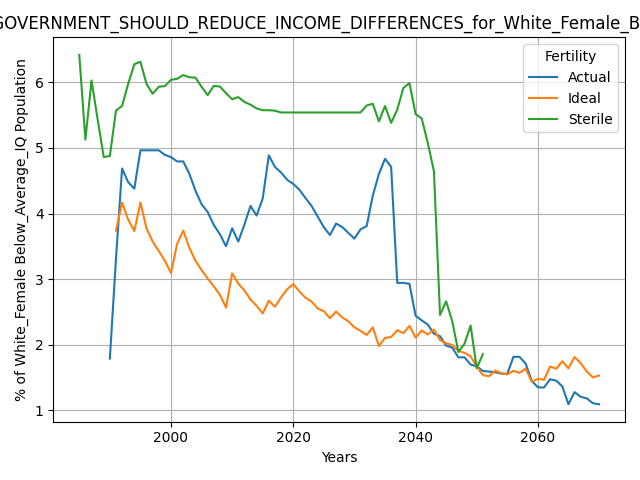 GOVERNMENT_SHOULD_REDUCE_INCOME_DIFFERENCES_for_White_Female_B
Fertility
Actual
Ideal
Sterile
% of White_Female Below_Average_IQ Population
6
5
4
3
2
1
2000 2020 2040 2060
Years